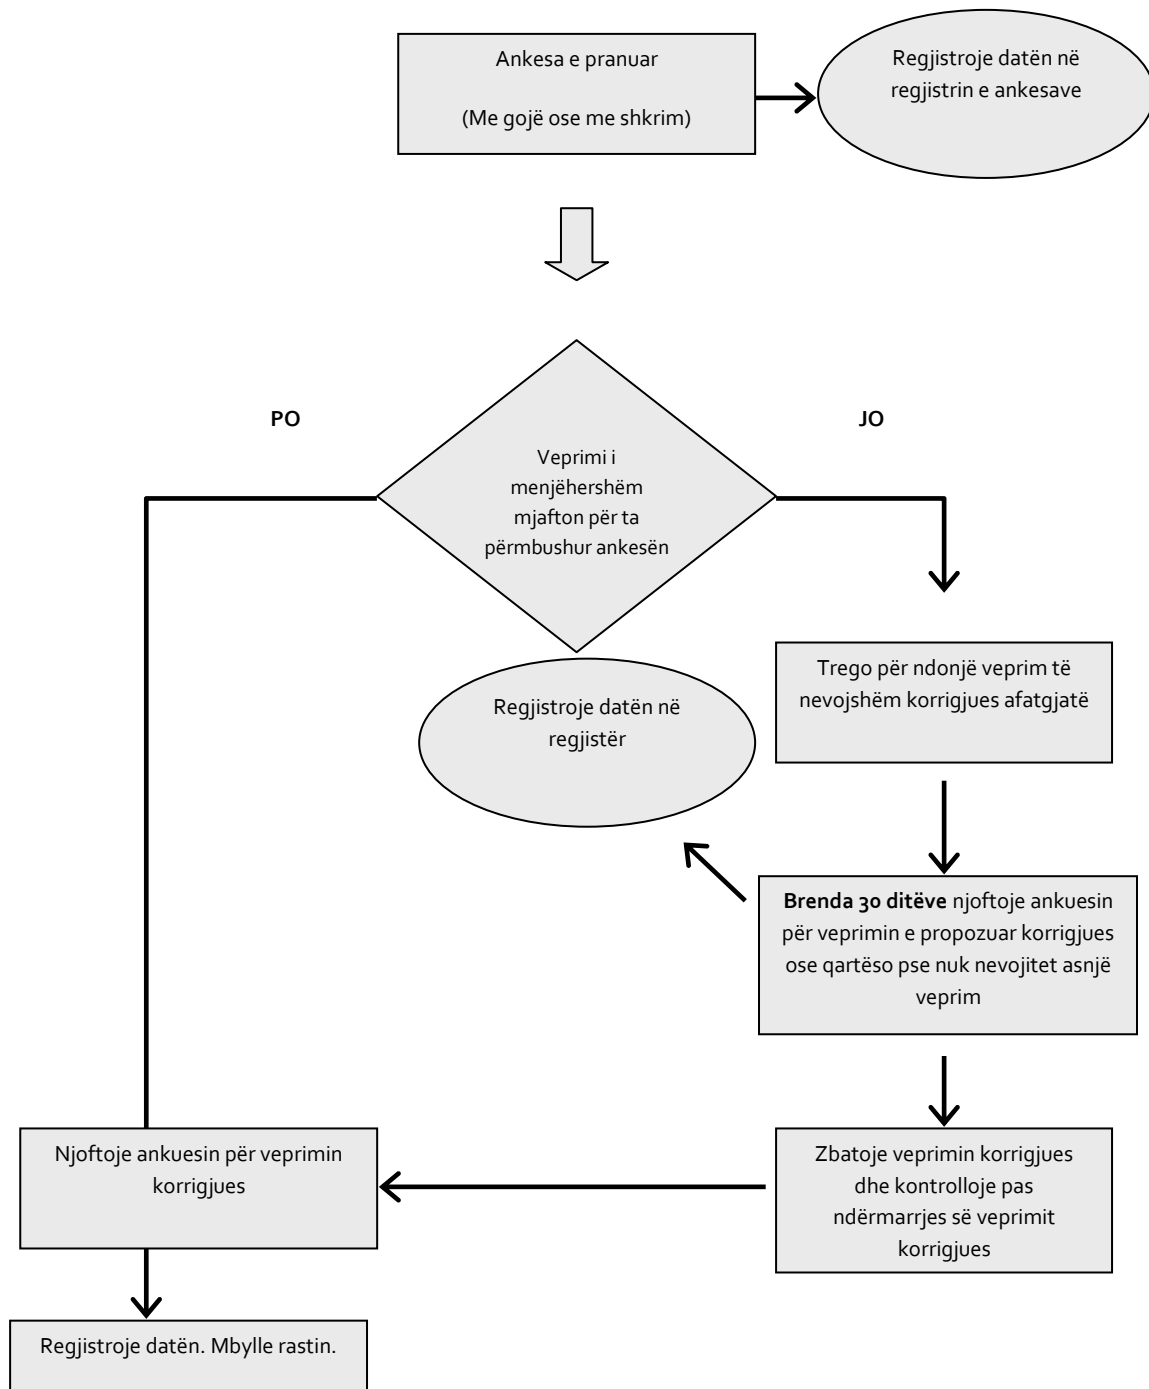 Ankesa e pranuar
(Me gojë ose me shkrim)
Regjistroje datën në
regjistrin e ankesave
PO
JO
Veprimi i
menjëhershëm
mjafton për ta
përmbushur ankesën
Trego për ndonjë veprim të
nevojshëm korrigjues afatgjatë
Regjistroje datën në
regjistër
Brenda 30 ditëve njoftoje ankuesin
për veprimin e propozuar korrigjues
ose qartëso pse nuk nevojitet asnjë
veprim
Njoftoje ankuesin për veprimin
korrigjues
Zbatoje veprimin korrigjues
dhe kontrolloje pas
ndërmarrjes së veprimit
korrigjues
Regjistroje datën. Mbylle rastin.